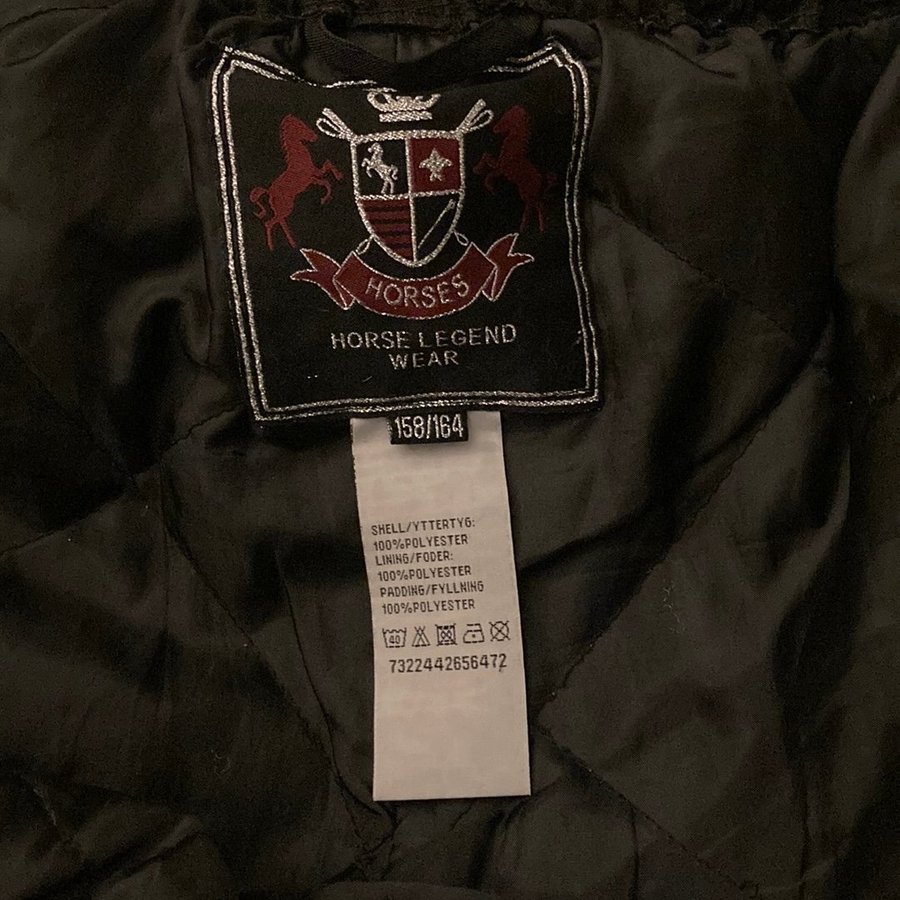 HORSES
HORSE LEGEND
WEAR
158/164
SHELL/YTTERTYG:
100%POLYESTER
LINING/FODER:
100%POLYESTER
PADDING/FYLLNING
100%POLYESTER
40
7322442656472